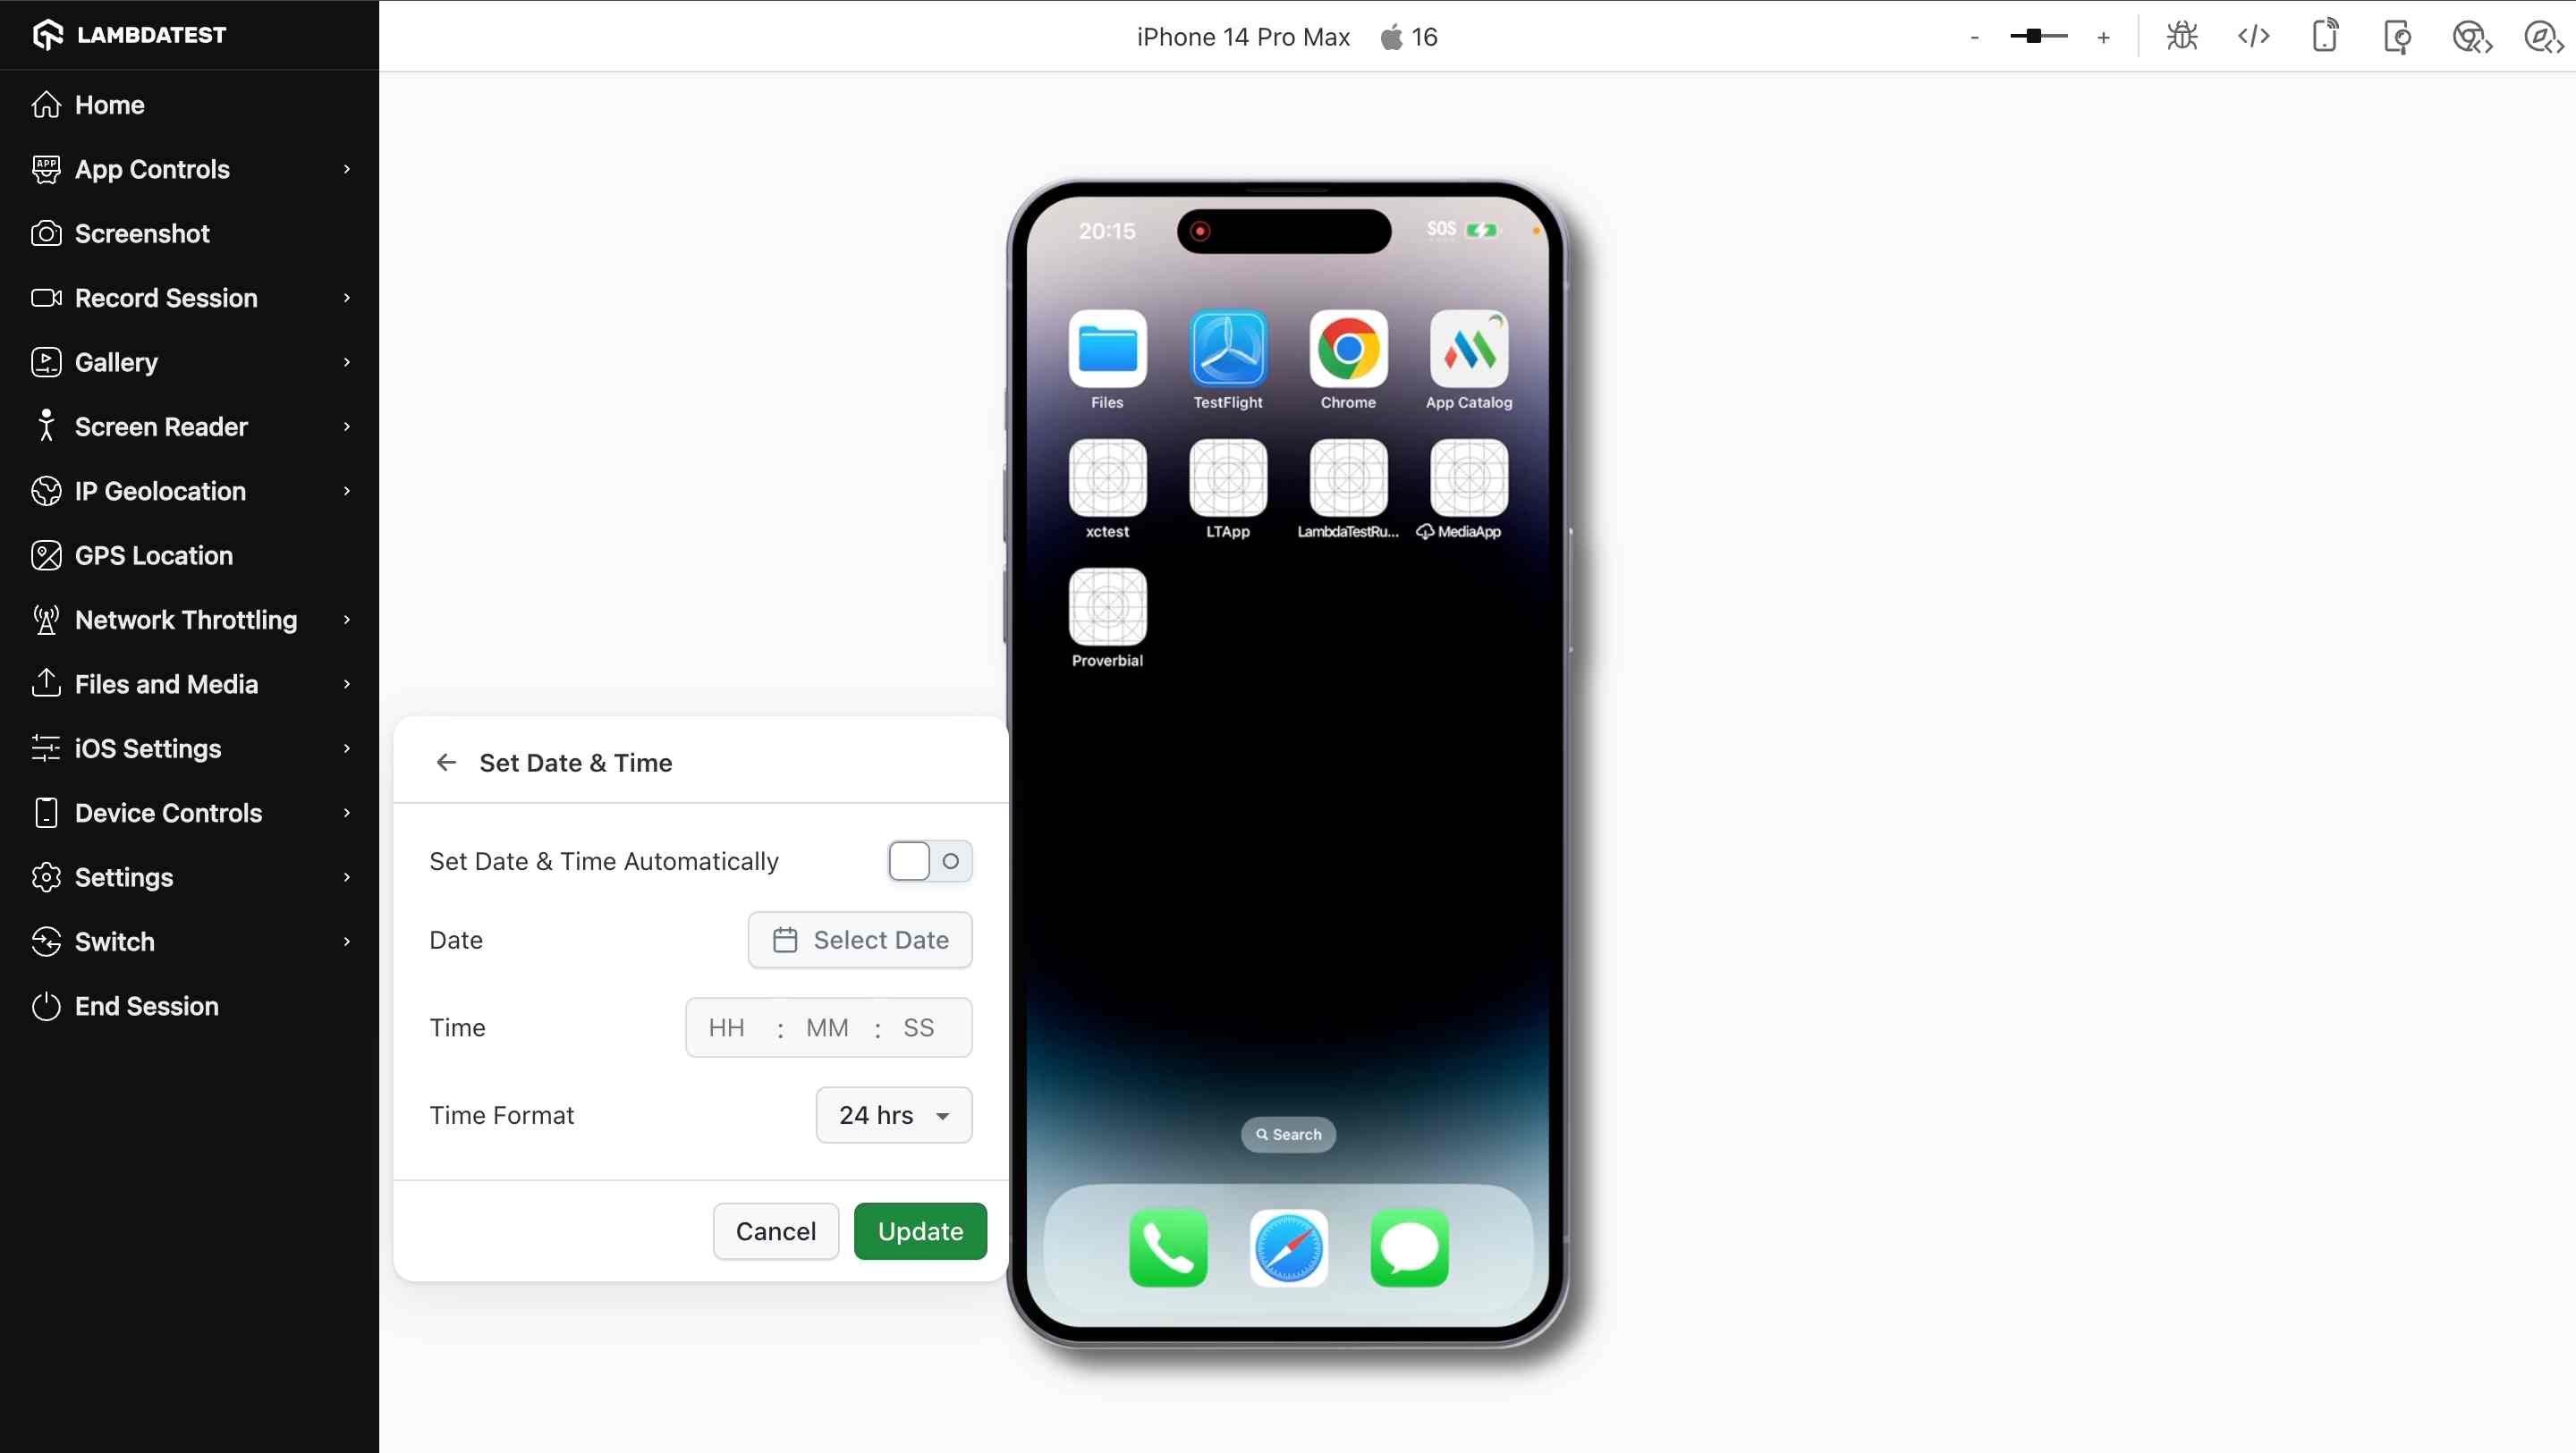 LAMBDATEST
iPhone 14 Pro Max 16
- +
Home
App Controls
Screenshot
Record Session
Gallery
Screen Reader
IP Geolocation
GPS Location
Network Throttling
Files and Media
iOS Settings
Device Controls
Settings
Switch
End Session
Set Date & Time
Set Date & Time Automatically
Date Select Date
Time HH : MM : SS
Time Format 24 hrs
Cancel Update
20:15 SOS
Files TestFlight Chrome App Catalog
xctest LTApp LambdaTestRu... MediaApp
Proverbial
Search